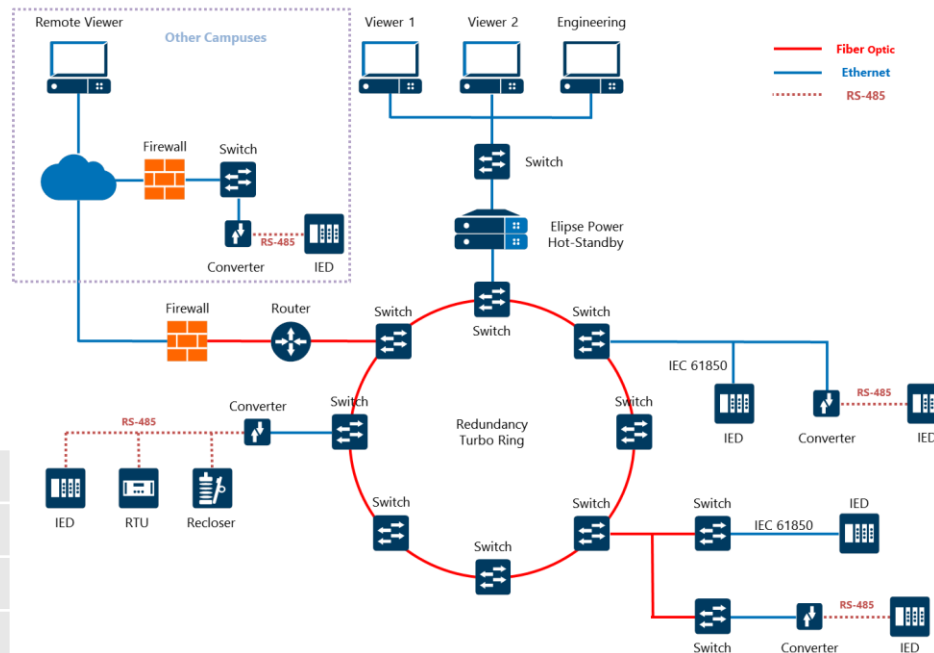 Remote Viewer
Other Campuses
Viewer 1
Viewer 2
Engineering
Fiber Optic
Ethernet
RS-485
Firewall
Switch
Switch
RS-485
Converter
IED
Elipse Power
Hot-Standby
Firewall
Router
Switch
Switch
Switch
IEC 61850
RS-485
IED
Converter
IED
Converter
RS-485
Switch
Switch
Redundancy
Turbo Ring
IED
RTU
Recloser
Switch
Switch
Switch
Switch
IEC 61850
IED
RS-485
Switch
Converter
IED